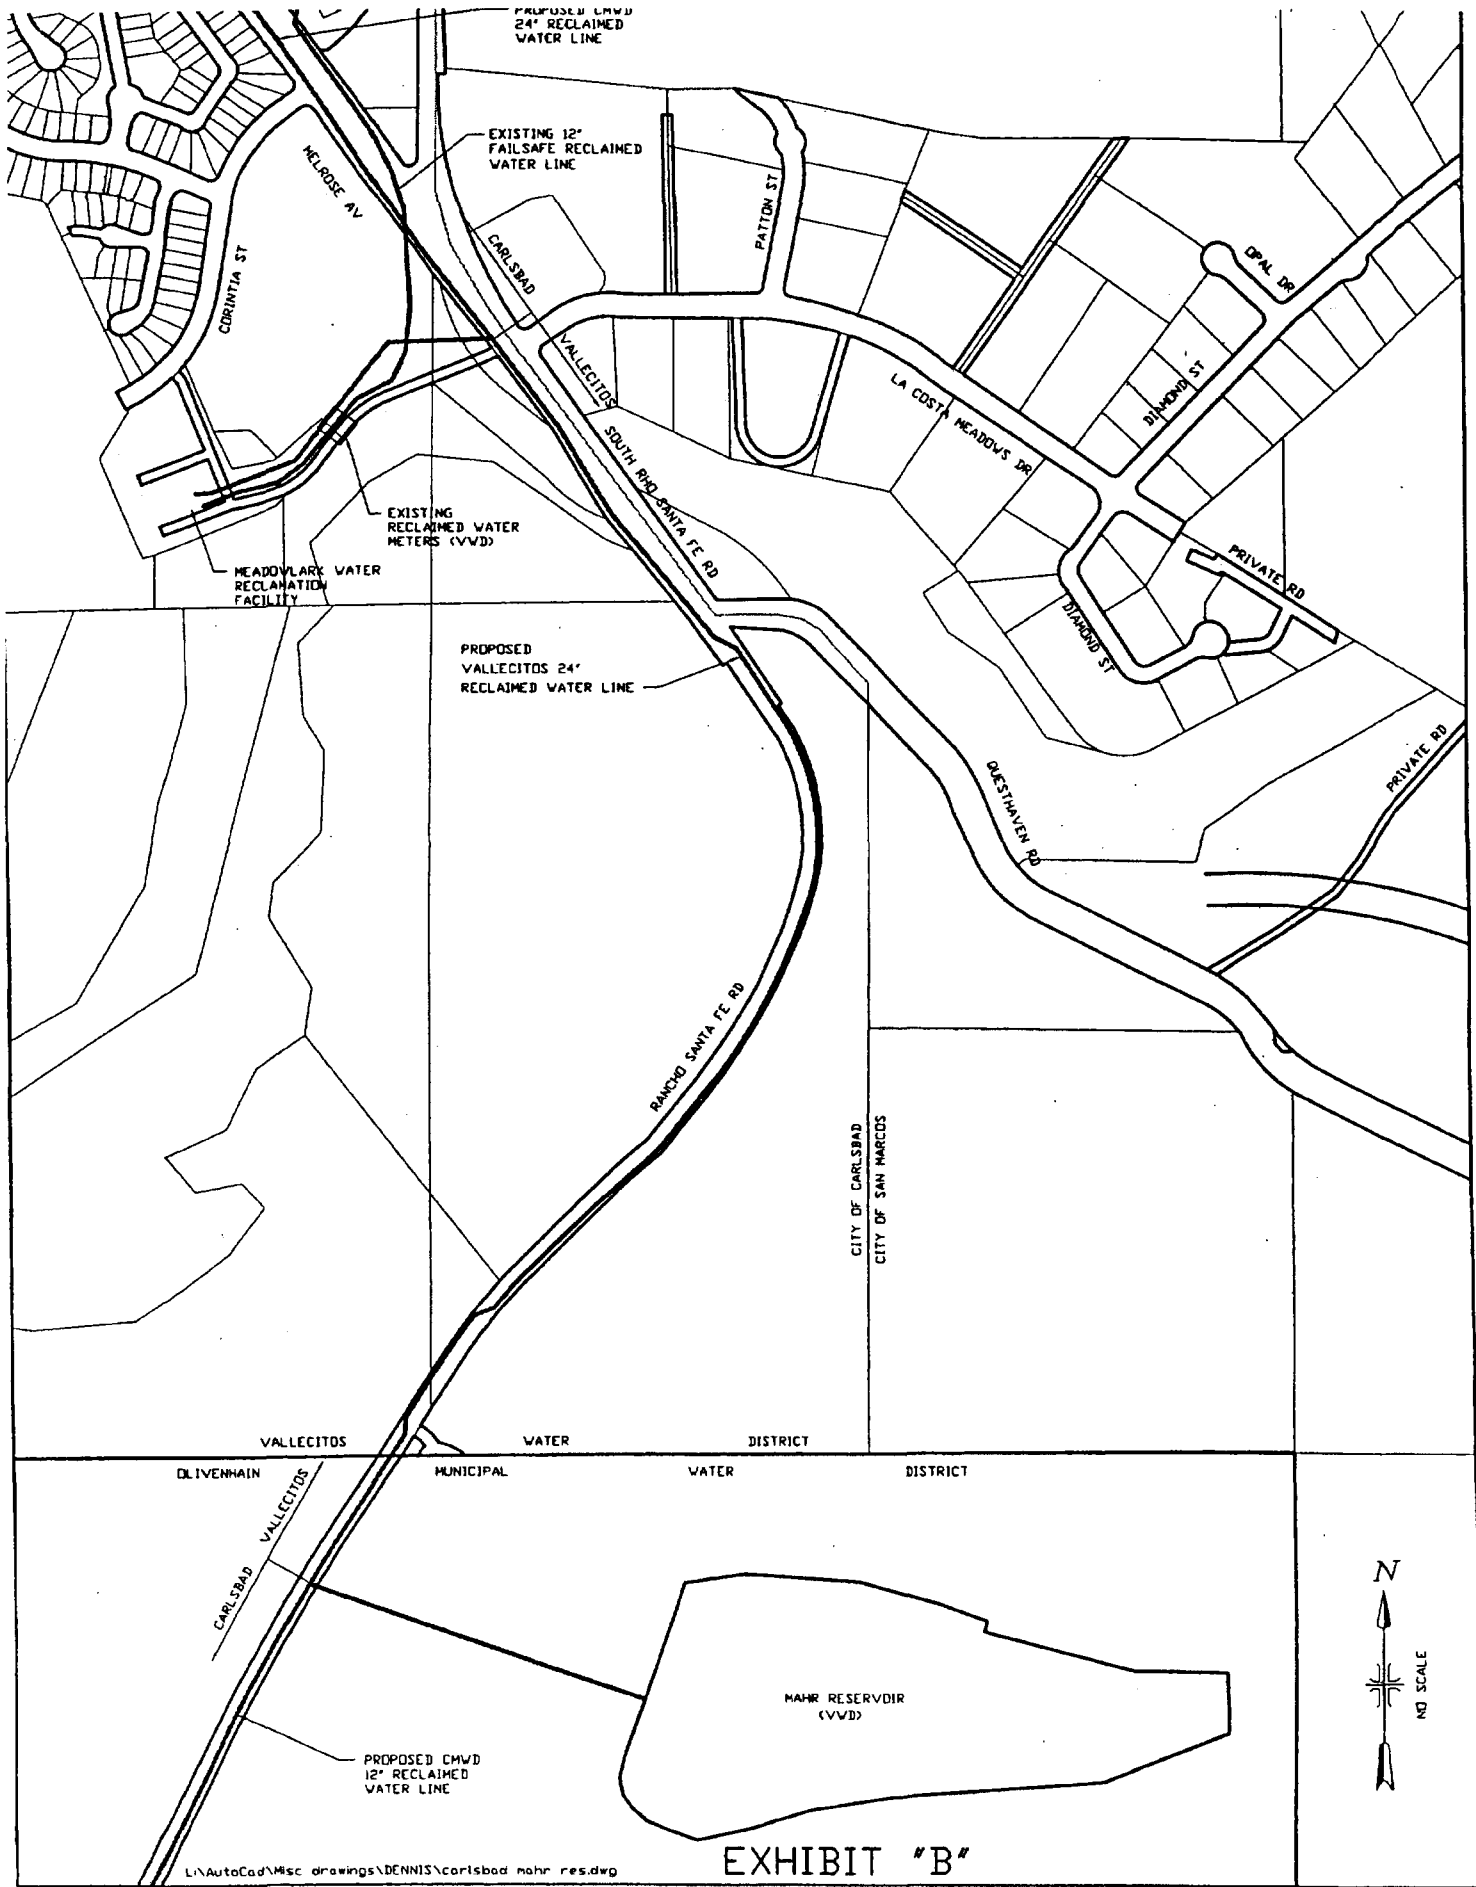 PROPOSED CMWD
24" RECLAIMED
WATER LINE
EXISTING 12"
FAILSAFE RECLAIMED
WATER LINE
MELROSE AV
CORINTIA ST
CARLSBAD
VALLECITOS
PATTON ST
OPAL DR
DIAMOND ST
LA COSTA MEADOWS DR
SOUTH RHO SANTA FE RD
EXISTING
RECLAIMED WATER
METERS (VWD)
MEADOWLARK WATER
RECLAMATION
FACILITY
PRIVATE RD
DIAMOND ST
PROPOSED
VALLECITOS 24"
RECLAIMED WATER LINE
PRIVATE RD
QUESTHAVEN RD
RANCHO SANTA FE RD
CITY OF CARLSBAD
CITY OF SAN MARCOS
VALLECITOS WATER DISTRICT
OLIVENHAIN MUNICIPAL WATER DISTRICT
CARLSBAD
VALLECITOS
N
NO SCALE
MAHR RESERVOIR
(VWD)
PROPOSED CMWD
12" RECLAIMED
WATER LINE
L:\AutoCad\Misc drawings\DENNIS\carlsbad mahr res.dwg
EXHIBIT "B"